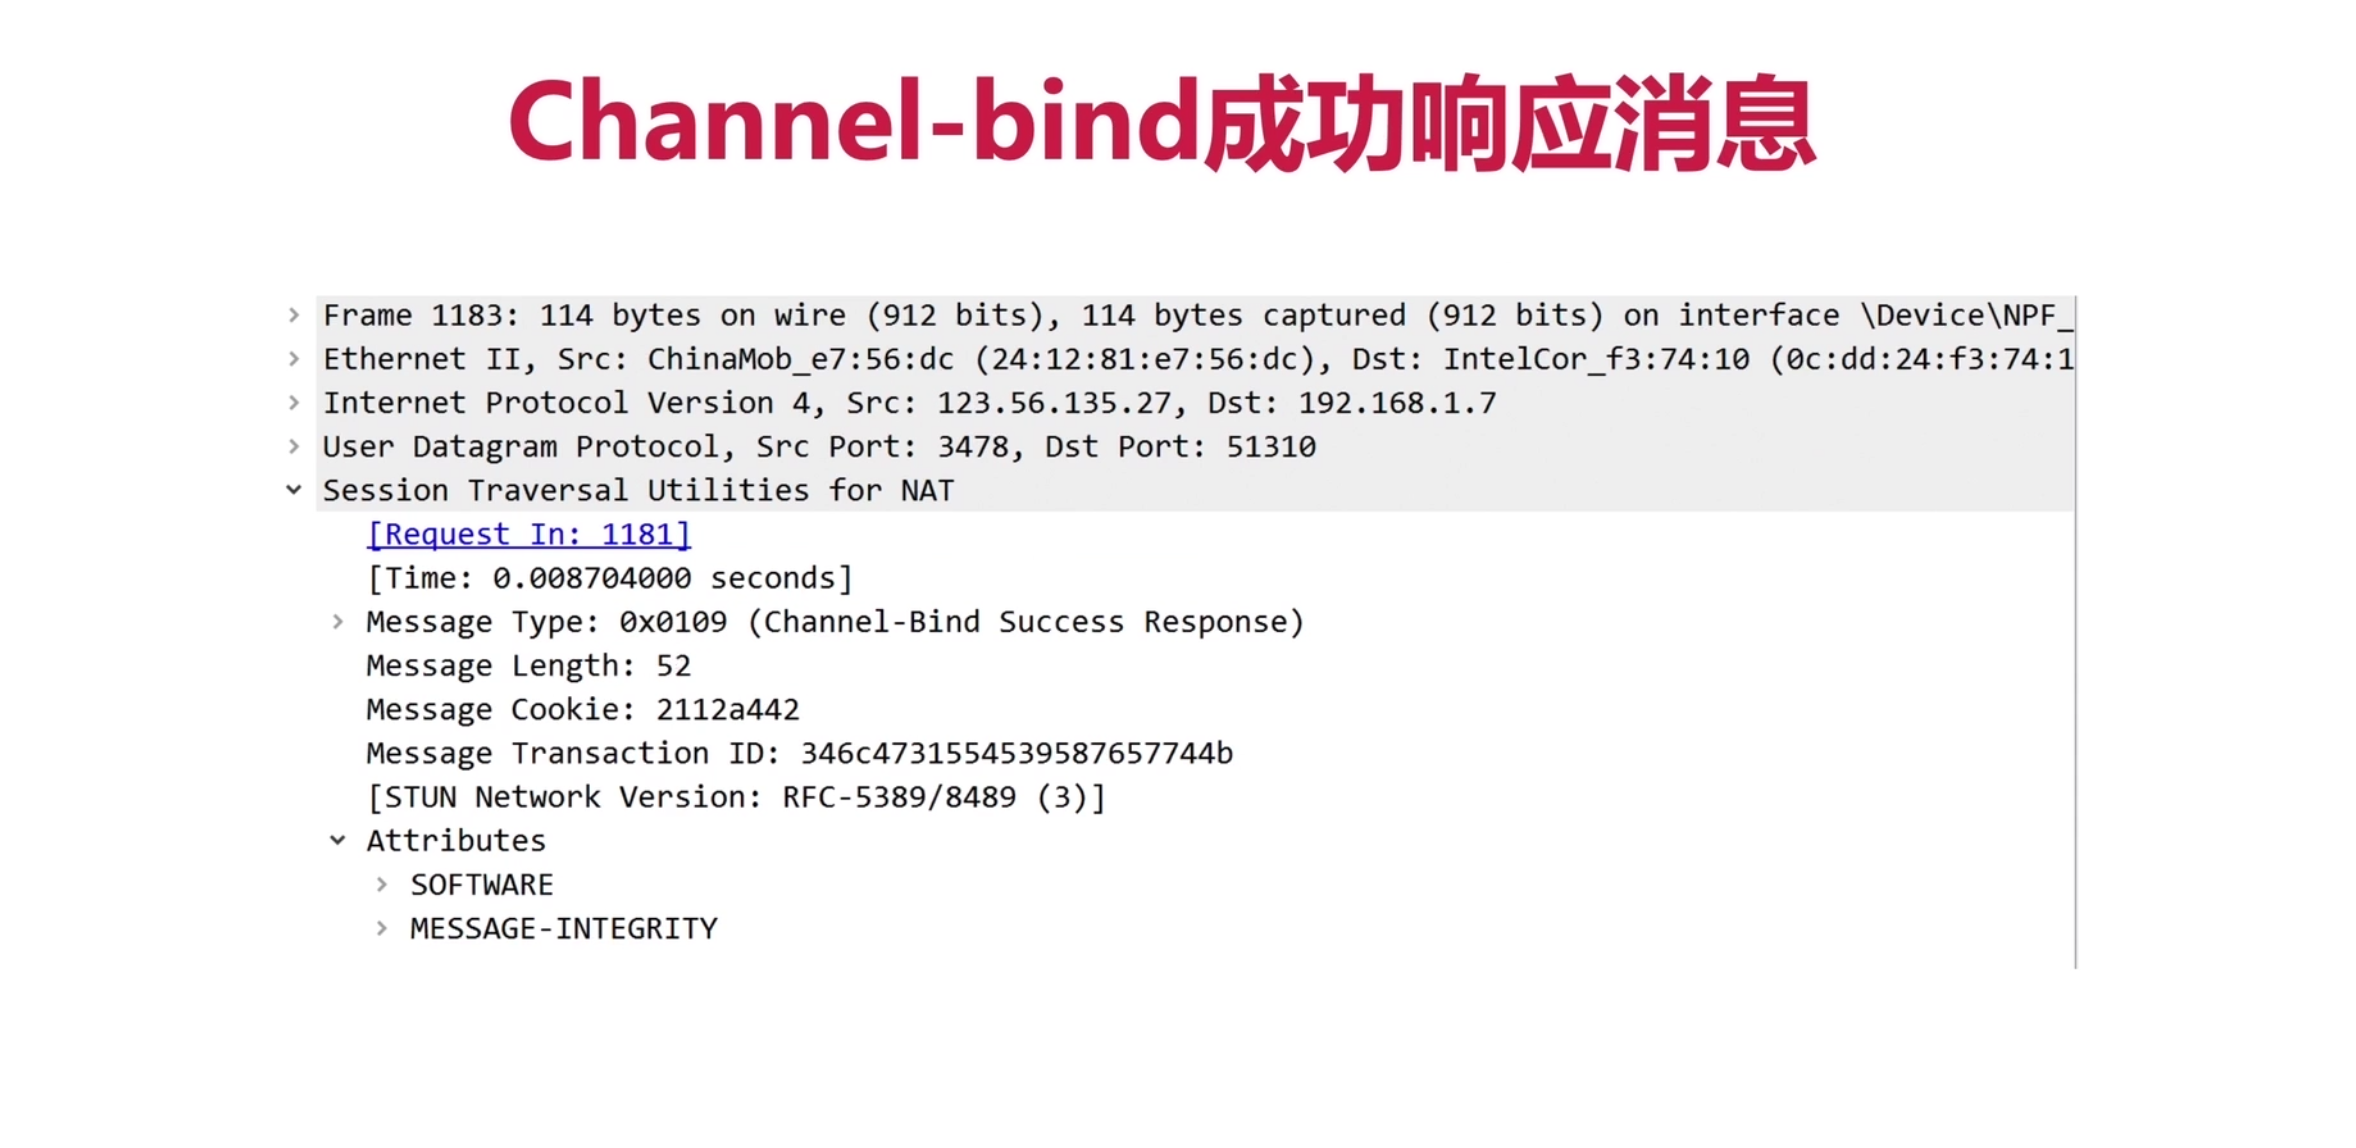 Channel-bind成功响应消息
Frame 1183: 114 bytes on wire (912 bits), 114 bytes captured (912 bits) on interface \Device\NPF_
Ethernet II, Src: ChinaMob_e7:56:dc (24:12:81:e7:56:dc), Dst: IntelCor_f3:74:10 (0c:dd:24:f3:74:1
Internet Protocol Version 4, Src: 123.56.135.27, Dst: 192.168.1.7
User Datagram Protocol, Src Port: 3478, Dst Port: 51310
Session Traversal Utilities for NAT
[Request In: 1181]
[Time: 0.008704000 seconds]
Message Type: 0x0109 (Channel-Bind Success Response)
Message Length: 52
Message Cookie: 2112a442
Message Transaction ID: 346c4731554539587657744b
[STUN Network Version: RFC-5389/8489 (3)]
Attributes
SOFTWARE
MESSAGE-INTEGRITY